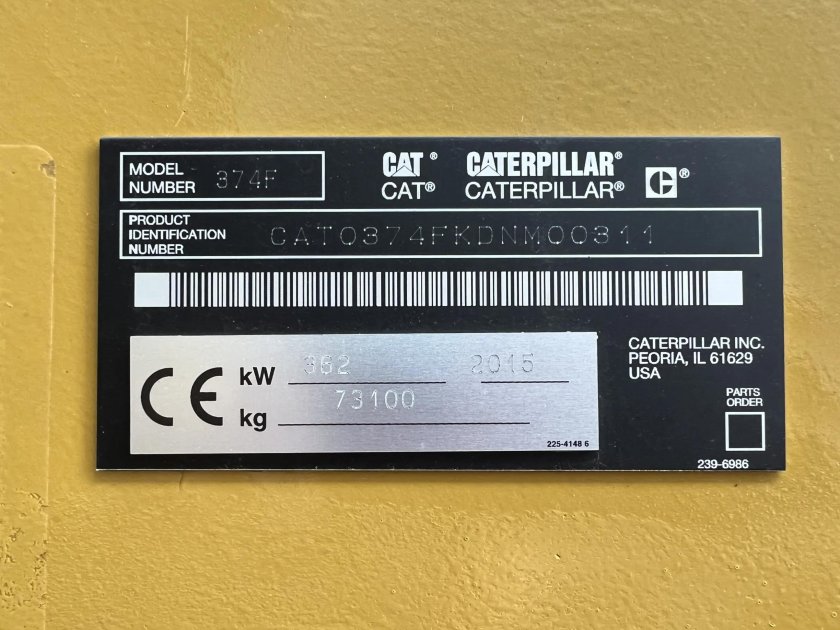 MODEL NUMBER 374F
CAT® CATERPILLAR®
CAT® CATERPILLAR® C®
PRODUCT IDENTIFICATION NUMBER CAT0374FKDNM00311
CE kW 362 2015
kg 73100
225-4148 6
CATERPILLAR INC.
PEORIA, IL 61629
USA
PARTS
ORDER
239-6986